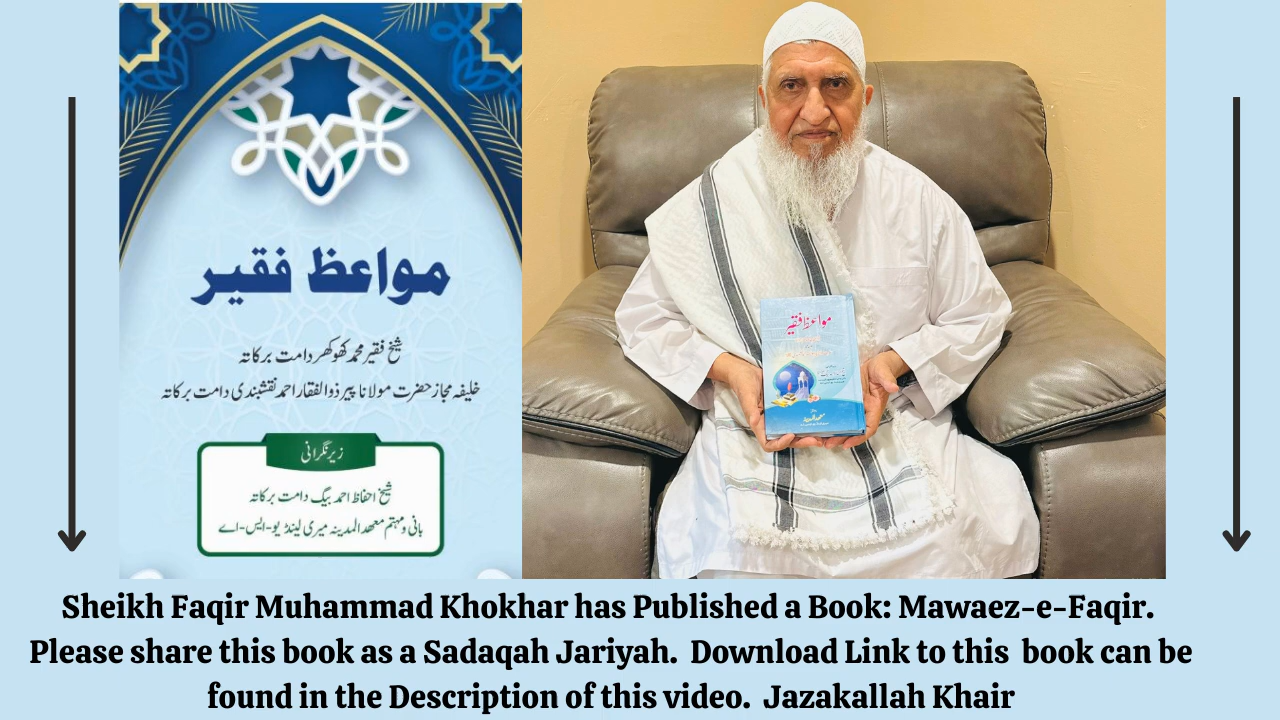 مواعظ فقیر
شیخ فقیر محمد کھوکھر دامت برکاتہ
خلیفہ مجاز حضرت مولانا پیر ذوالفقار احمد نقشبندی دامت برکاتہ
زیر نگرانی
شیخ احفاظ احمد بیگ دامت برکاتہ
بانی و مہتمم معھد المدینہ میری لینڈ یو-ایس-اے
مواعظ فقیر
Sheikh Faqir Muhammad Khokhar has Published a Book: Mawaez-e-Faqir.
Please share this book as a Sadaqah Jariyah. Download Link to this book can be
found in the Description of this video. Jazakallah Khair